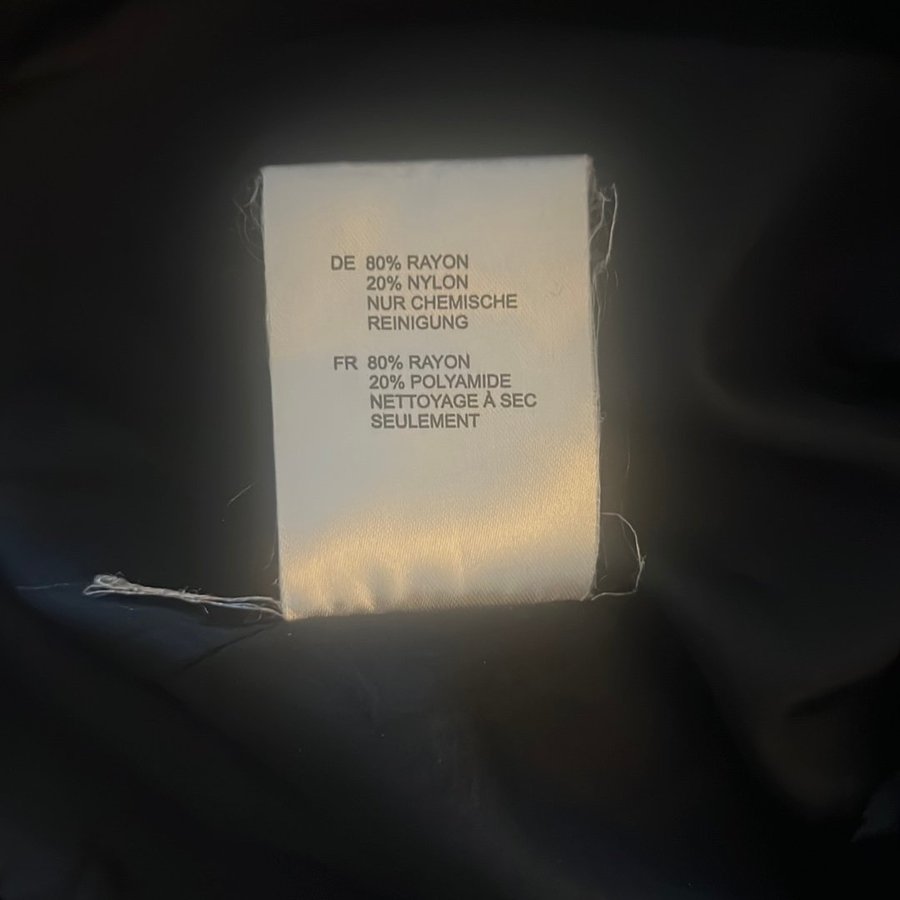 DE 80% RAYON
20% NYLON
NUR CHEMISCHE
REINIGUNG
FR 80% RAYON
20% POLYAMIDE
NETTOYAGE À SEC
SEULEMENT